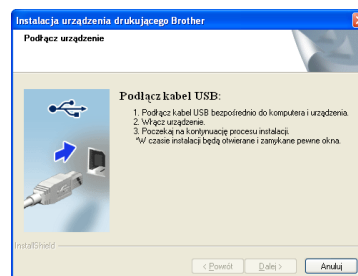 Instalacja urządzenia drukującego Brother
Podłącz urządzenie
Podłącz kabel USB:
1. Podłącz kabel USB bezpośrednio do komputera i urządzenia.
2. Włącz urządzenie.
3. Poczekaj na kontynuację procesu instalacji.
*W czasie instalacji będą otwierane i zamykane pewne okna.
InstallShield
< Powrót
Dalej >
Anuluj